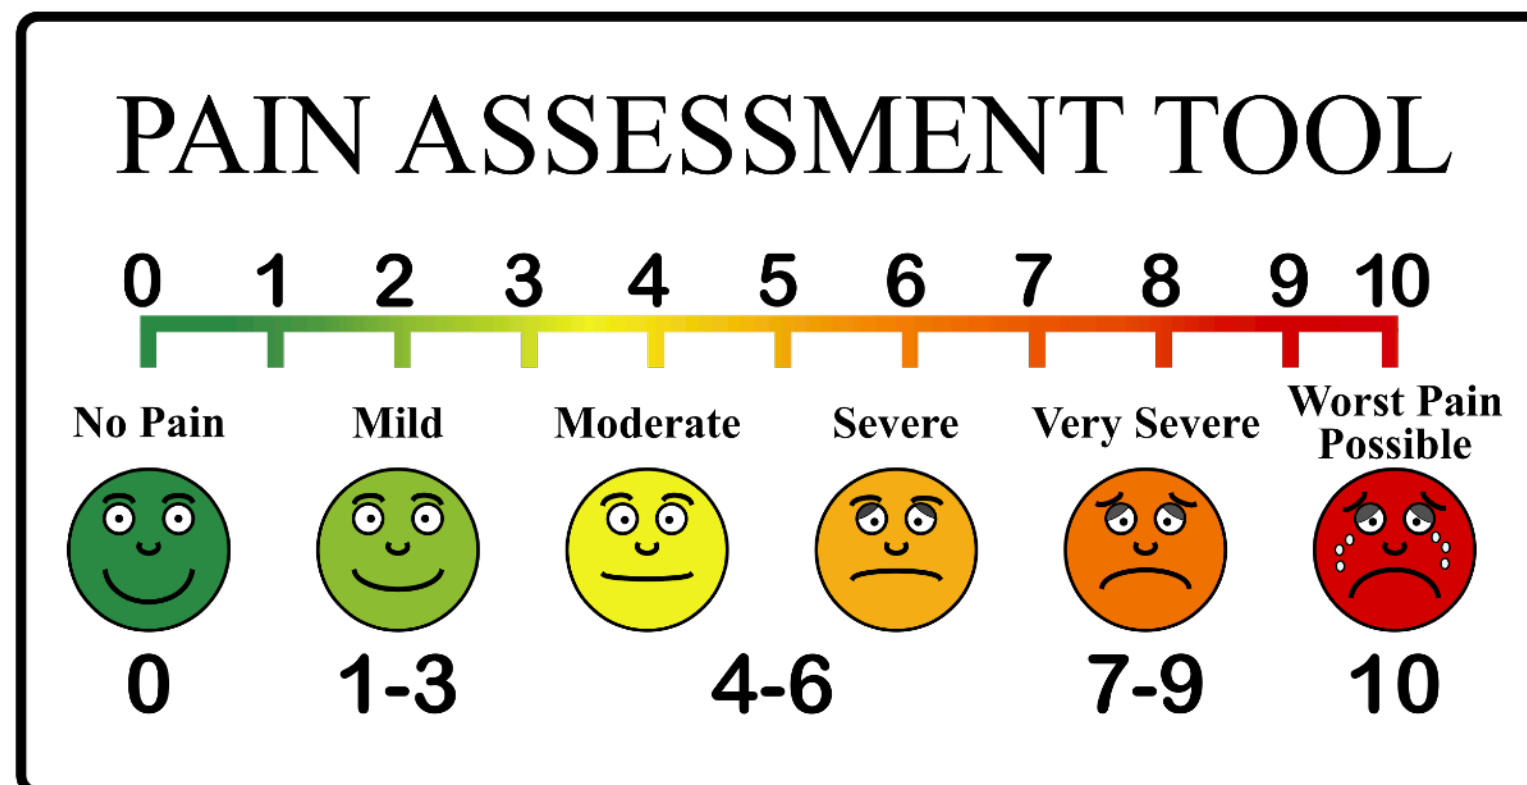 PAIN ASSESSMENT TOOL
0 1 2 3 4 5 6 7 8 9 10
No Pain Mild Moderate Severe Very Severe Worst Pain Possible
0 1-3 4-6 7-9 10